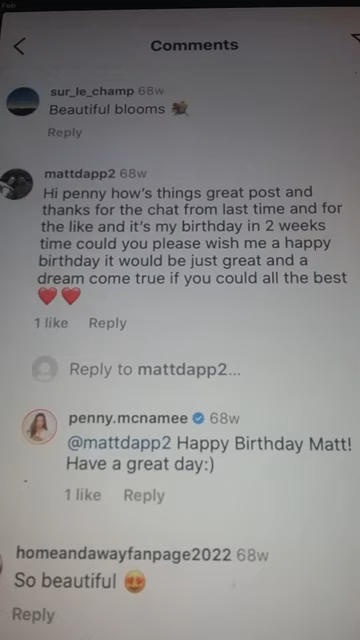 Feb
Comments
sur_le_champ 68w
Beautiful blooms 💐
Reply
mattdapp2 68w
Hi penny how's things great post and
thanks for the chat from last time and for
the like and it's my birthday in 2 weeks
time could you please wish me a happy
birthday it would be just great and a
dream come true if you could all the best
❤️❤️
1 like Reply
Reply to mattdapp2...
penny.mcnamee 68w
@mattdapp2 Happy Birthday Matt!
Have a great day:)
1 like Reply
homeandawayfanpage2022 68w
So beautiful 😍
Reply